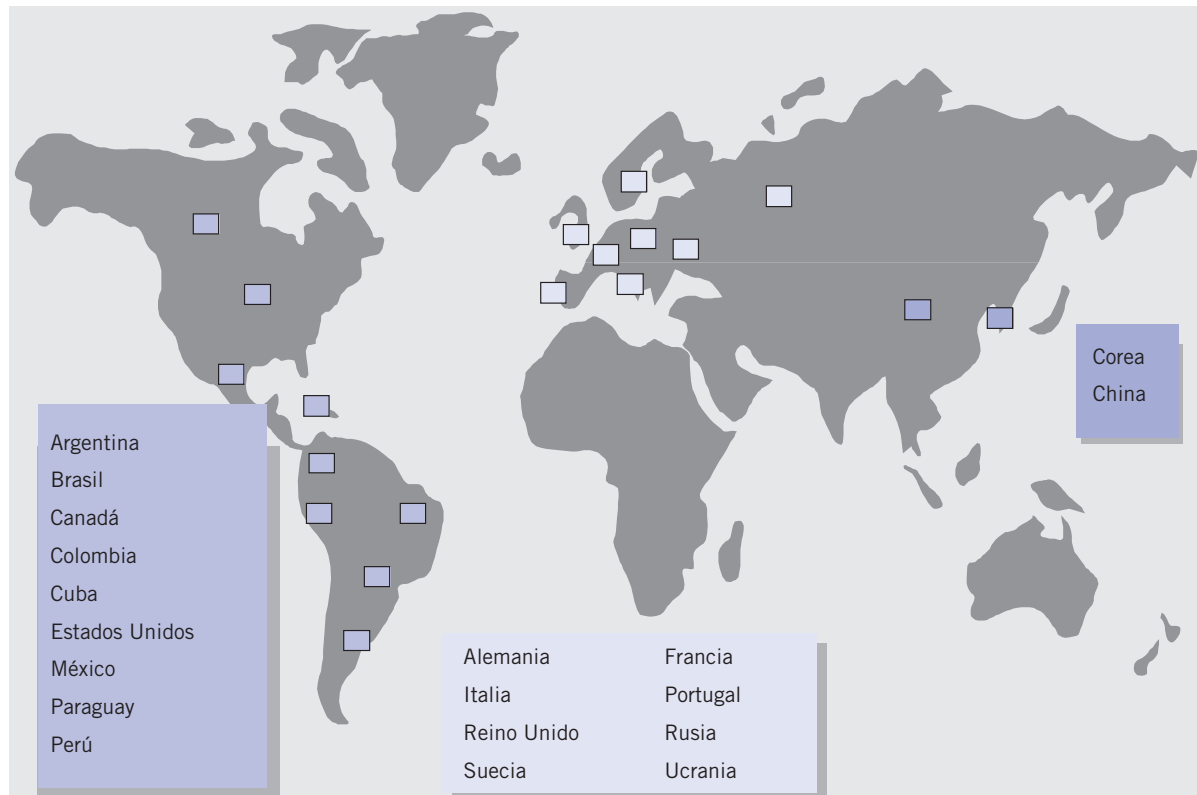 Corea
China
Argentina
Brasil
Canadá
Colombia
Cuba
Estados Unidos
México
Paraguay
Perú
Alemania
Italia
Reino Unido
Suecia
Francia
Portugal
Rusia
Ucrania